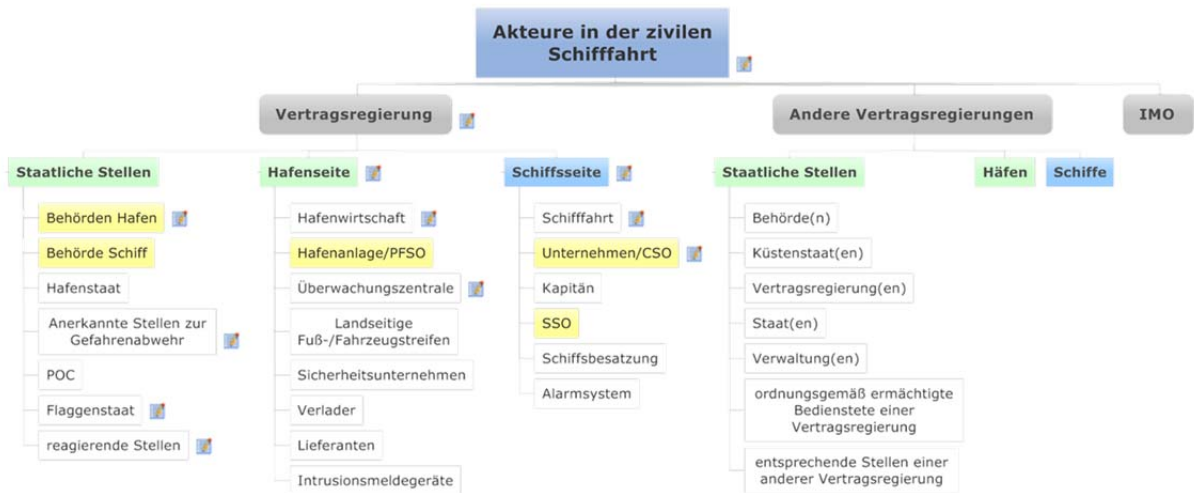 Akteure in der zivilen
Schifffahrt
Vertragsregierung
Andere Vertragsregierungen
IMO
Staatliche Stellen
Hafenseite
Schiffsseite
Staatliche Stellen
Häfen
Schiffe
Behörden Hafen
Behörde Schiff
Hafenstaat
Anerkannte Stellen zur
Gefahrenabwehr
POC
Flaggenstaat
reagierende Stellen
Hafenwirtschaft
Hafenanlage/PFSO
Überwachungszentrale
Landseitige
Fuß-/Fahrzeugstreifen
Sicherheitsunternehmen
Verlader
Lieferanten
Intrusionsmeldegeräte
Schifffahrt
Unternehmen/CSO
Kapitän
SSO
Schiffsbesatzung
Alarmsystem
Behörde(n)
Küstenstaat(en)
Vertragsregierung(en)
Staat(en)
Verwaltung(en)
ordnungsgemäß ermächtigte
Bedienstete einer
Vertragsregierung
entsprechende Stellen einer
anderer Vertragsregierung